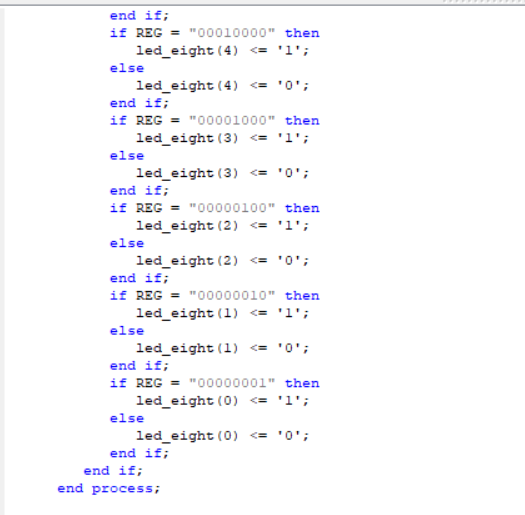 end if;
if REG = "00010000" then
led_eight(4) <= '1';
else
led_eight(4) <= '0';
end if;
if REG = "00001000" then
led_eight(3) <= '1';
else
led_eight(3) <= '0';
end if;
if REG = "00000100" then
led_eight(2) <= '1';
else
led_eight(2) <= '0';
end if;
if REG = "00000010" then
led_eight(1) <= '1';
else
led_eight(1) <= '0';
end if;
if REG = "00000001" then
led_eight(0) <= '1';
else
led_eight(0) <= '0';
end if;
end if;
end process;